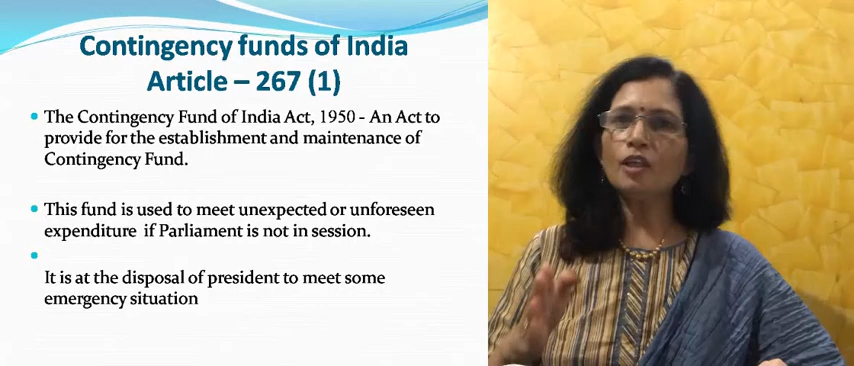 Contingency funds of India
Article – 267 (1)
• The Contingency Fund of India Act, 1950 - An Act to
provide for the establishment and maintenance of
Contingency Fund.
• This fund is used to meet unexpected or unforeseen
expenditure if Parliament is not in session.
•
It is at the disposal of president to meet some
emergency situation